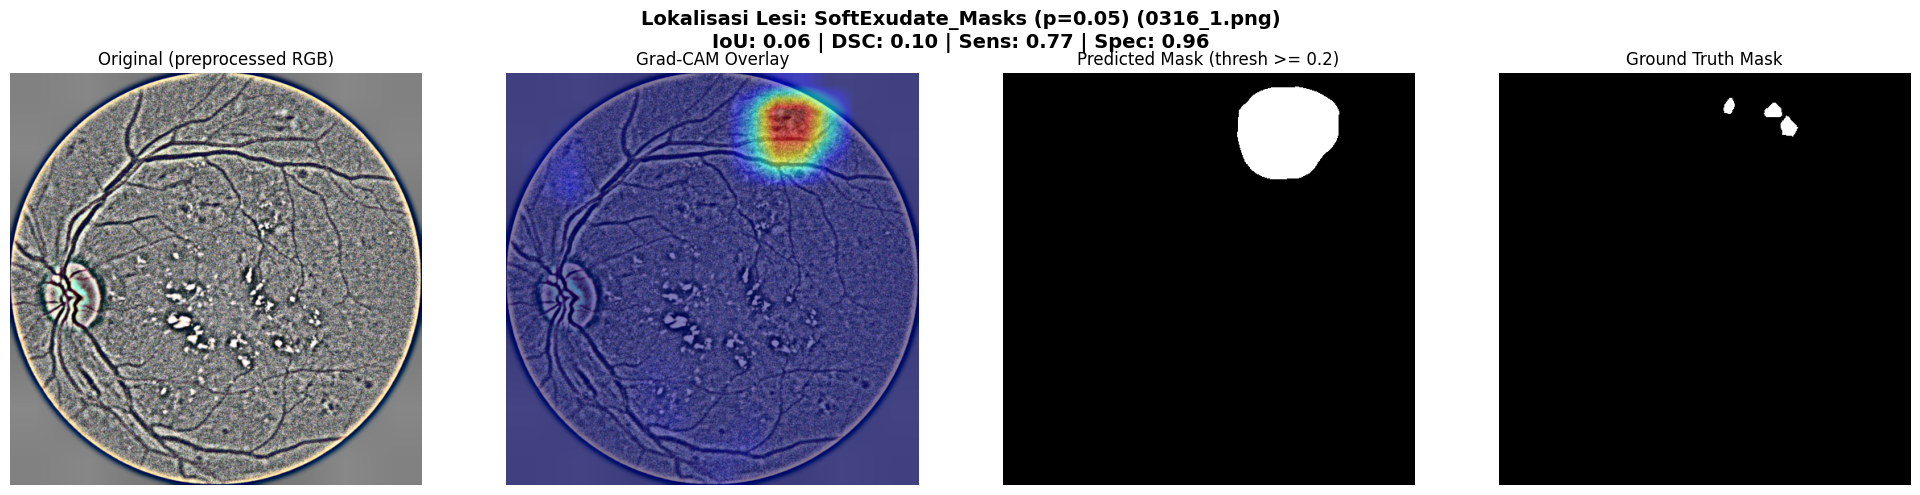 Lokalisasi Lesi: SoftExudate_Masks (p=0.05) (0316_1.png)
IoU: 0.06 | DSC: 0.10 | Sens: 0.77 | Spec: 0.96
Original (preprocessed RGB)
Grad-CAM Overlay
Predicted Mask (thresh >= 0.2)
Ground Truth Mask